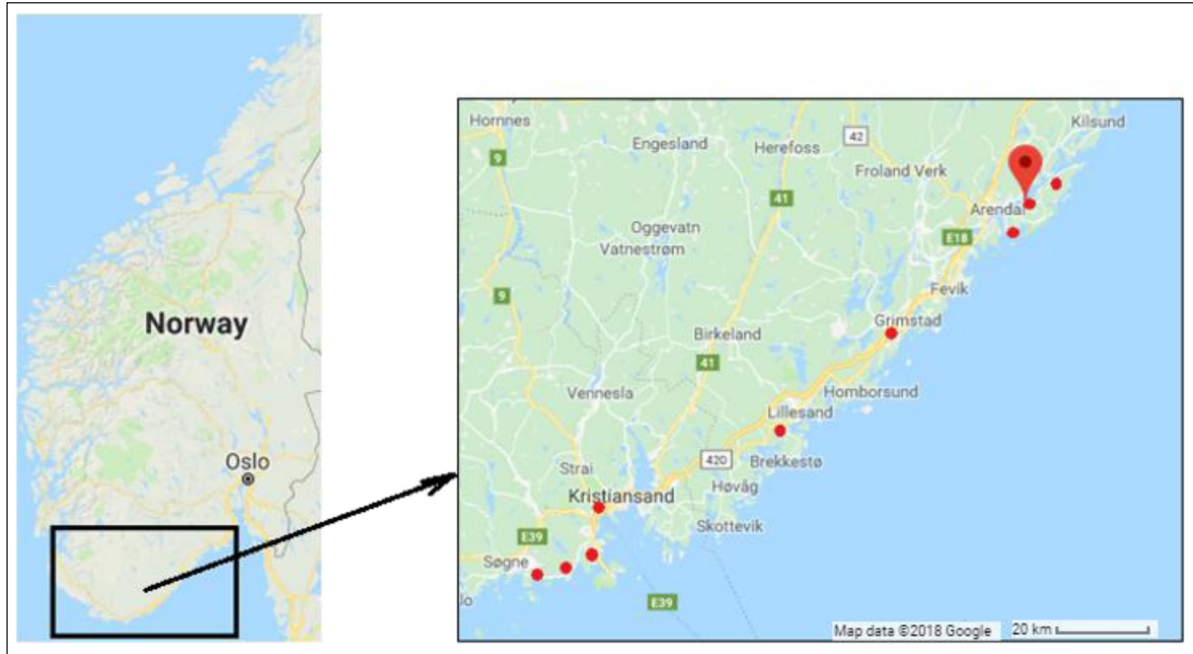 Norway
Oslo
Hornnes
Kilsund
42
Engesland
Herefoss
9
Froland Verk
41
Arendal
Oggevatn
E18
Vatnestrøm
9
Fevik
Grimstad
Birkeland
41
Vennesla
Homborsund
Lillesand
420
Brekkestø
Strai
Høvåg
Kristiansand
Skottevik
E39
Søgne
lo
E39
Map data ©2018 Google
20 km